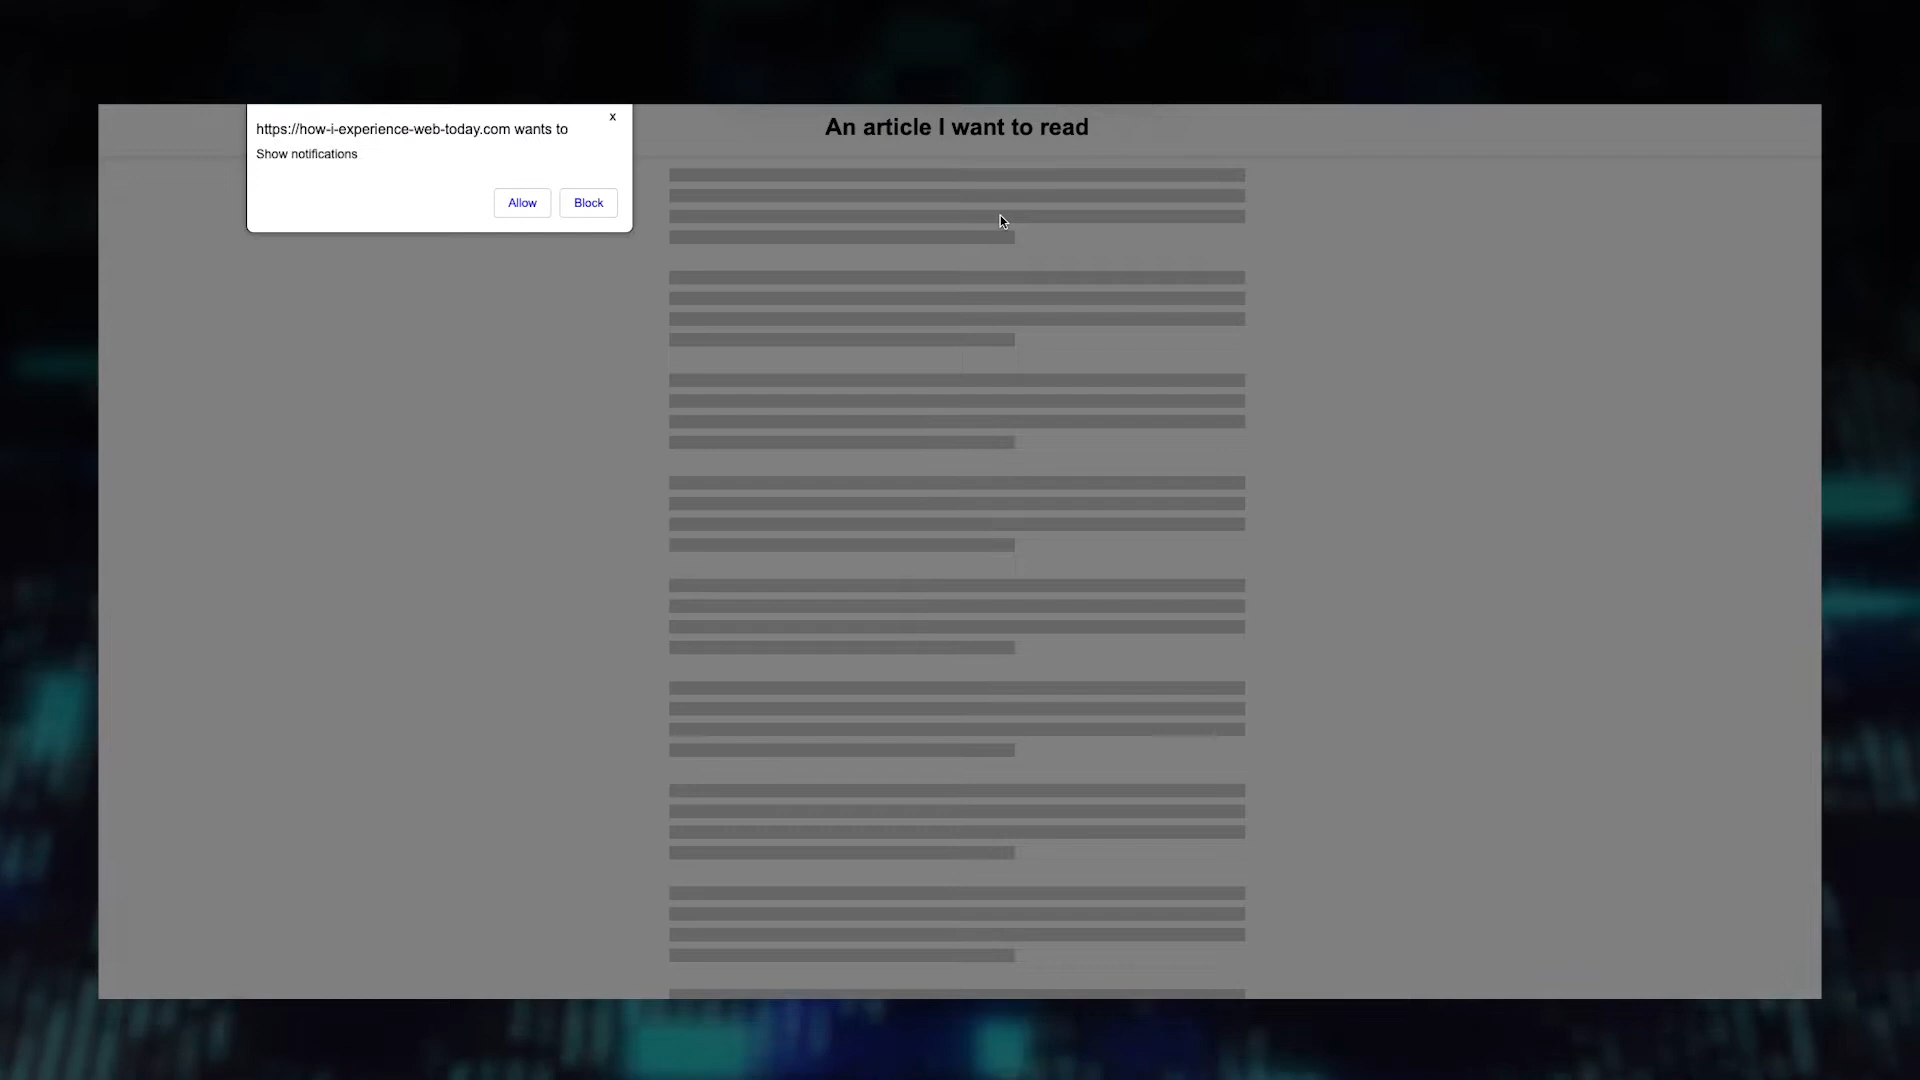 x
https://how-i-experience-web-today.com wants to
Show notifications
Allow
Block
An article I want to read